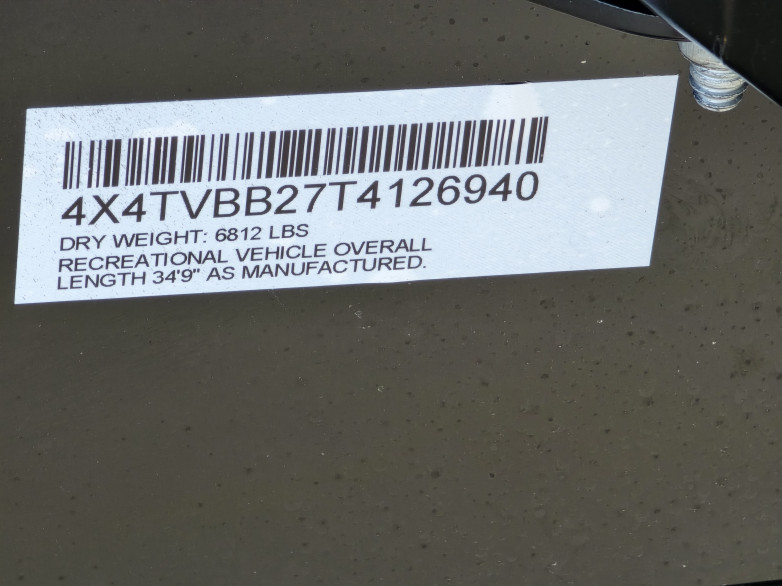 4X4TVBB27T4126940
DRY WEIGHT: 6812 LBS
RECREATIONAL VEHICLE OVERALL
LENGTH 34'9" AS MANUFACTURED.